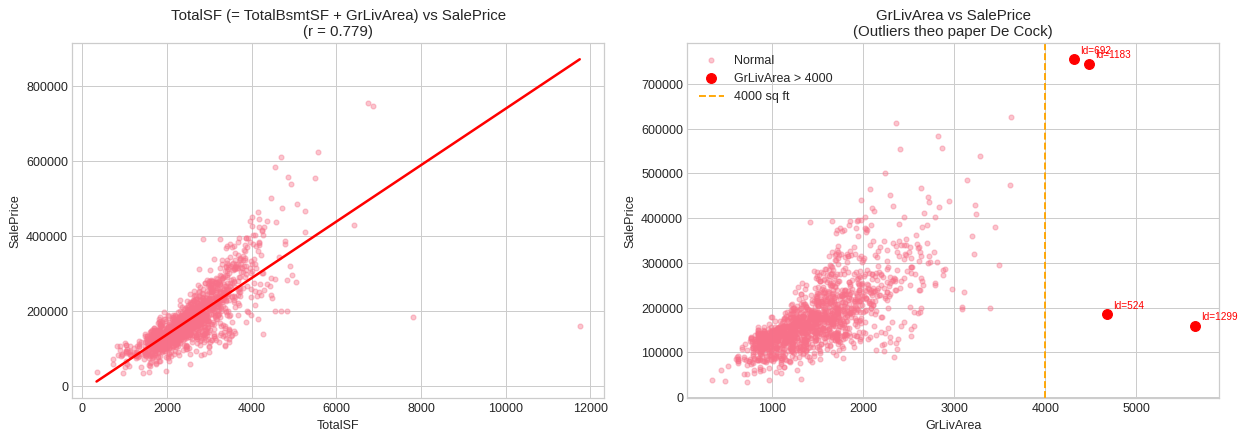 TotalSF (= TotalBsmtSF + GrLivArea) vs SalePrice
(r = 0.779)
800000
600000
400000
200000
0
SalePrice
0
2000
4000
6000
8000
10000
12000
TotalSF
GrLivArea vs SalePrice
(Outliers theo paper De Cock)
Normal
GrLivArea > 4000
4000 sq ft
Id=692
Id=1183
Id=524
Id=1299
700000
600000
500000
400000
300000
200000
100000
0
SalePrice
1000
2000
3000
4000
5000
GrLivArea